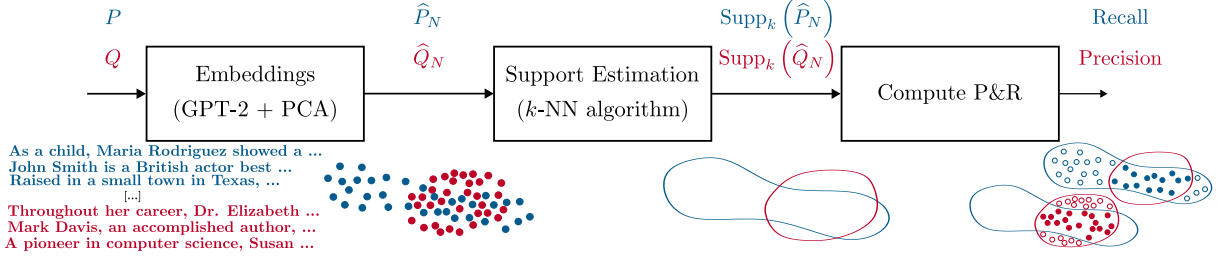 P
Q
Embeddings
(GPT-2 + PCA)
P̂_N
Q̂_N
Support Estimation
(k-NN algorithm)
Supp_k (P̂_N)
Supp_k (Q̂_N)
Compute P&R
Recall
Precision
As a child, Maria Rodriguez showed a ...
John Smith is a British actor best ...
Raised in a small town in Texas, ...
[...]
Throughout her career, Dr. Elizabeth ...
Mark Davis, an accomplished author, ...
A pioneer in computer science, Susan ...